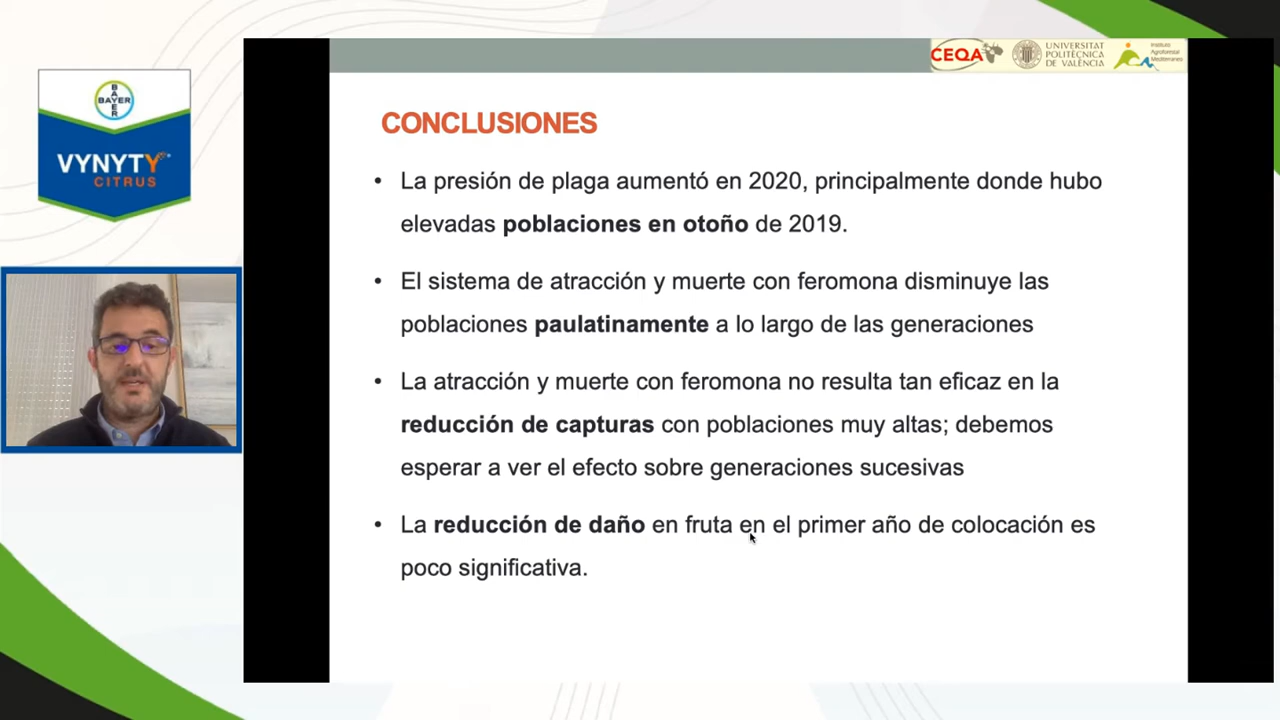 CEQA
UNIVERSITAT
POLITÈCNICA
DE VALÈNCIA
Instituto
Agroforestal
Mediterráneo
BAYER
BAYER
VYNYTY
CITRUS
CONCLUSIONES
• La presión de plaga aumentó en 2020, principalmente donde hubo
elevadas poblaciones en otoño de 2019.
• El sistema de atracción y muerte con feromona disminuye las
poblaciones paulatinamente a lo largo de las generaciones
• La atracción y muerte con feromona no resulta tan eficaz en la
reducción de capturas con poblaciones muy altas; debemos
esperar a ver el efecto sobre generaciones sucesivas
• La reducción de daño en fruta en el primer año de colocación es
poco significativa.